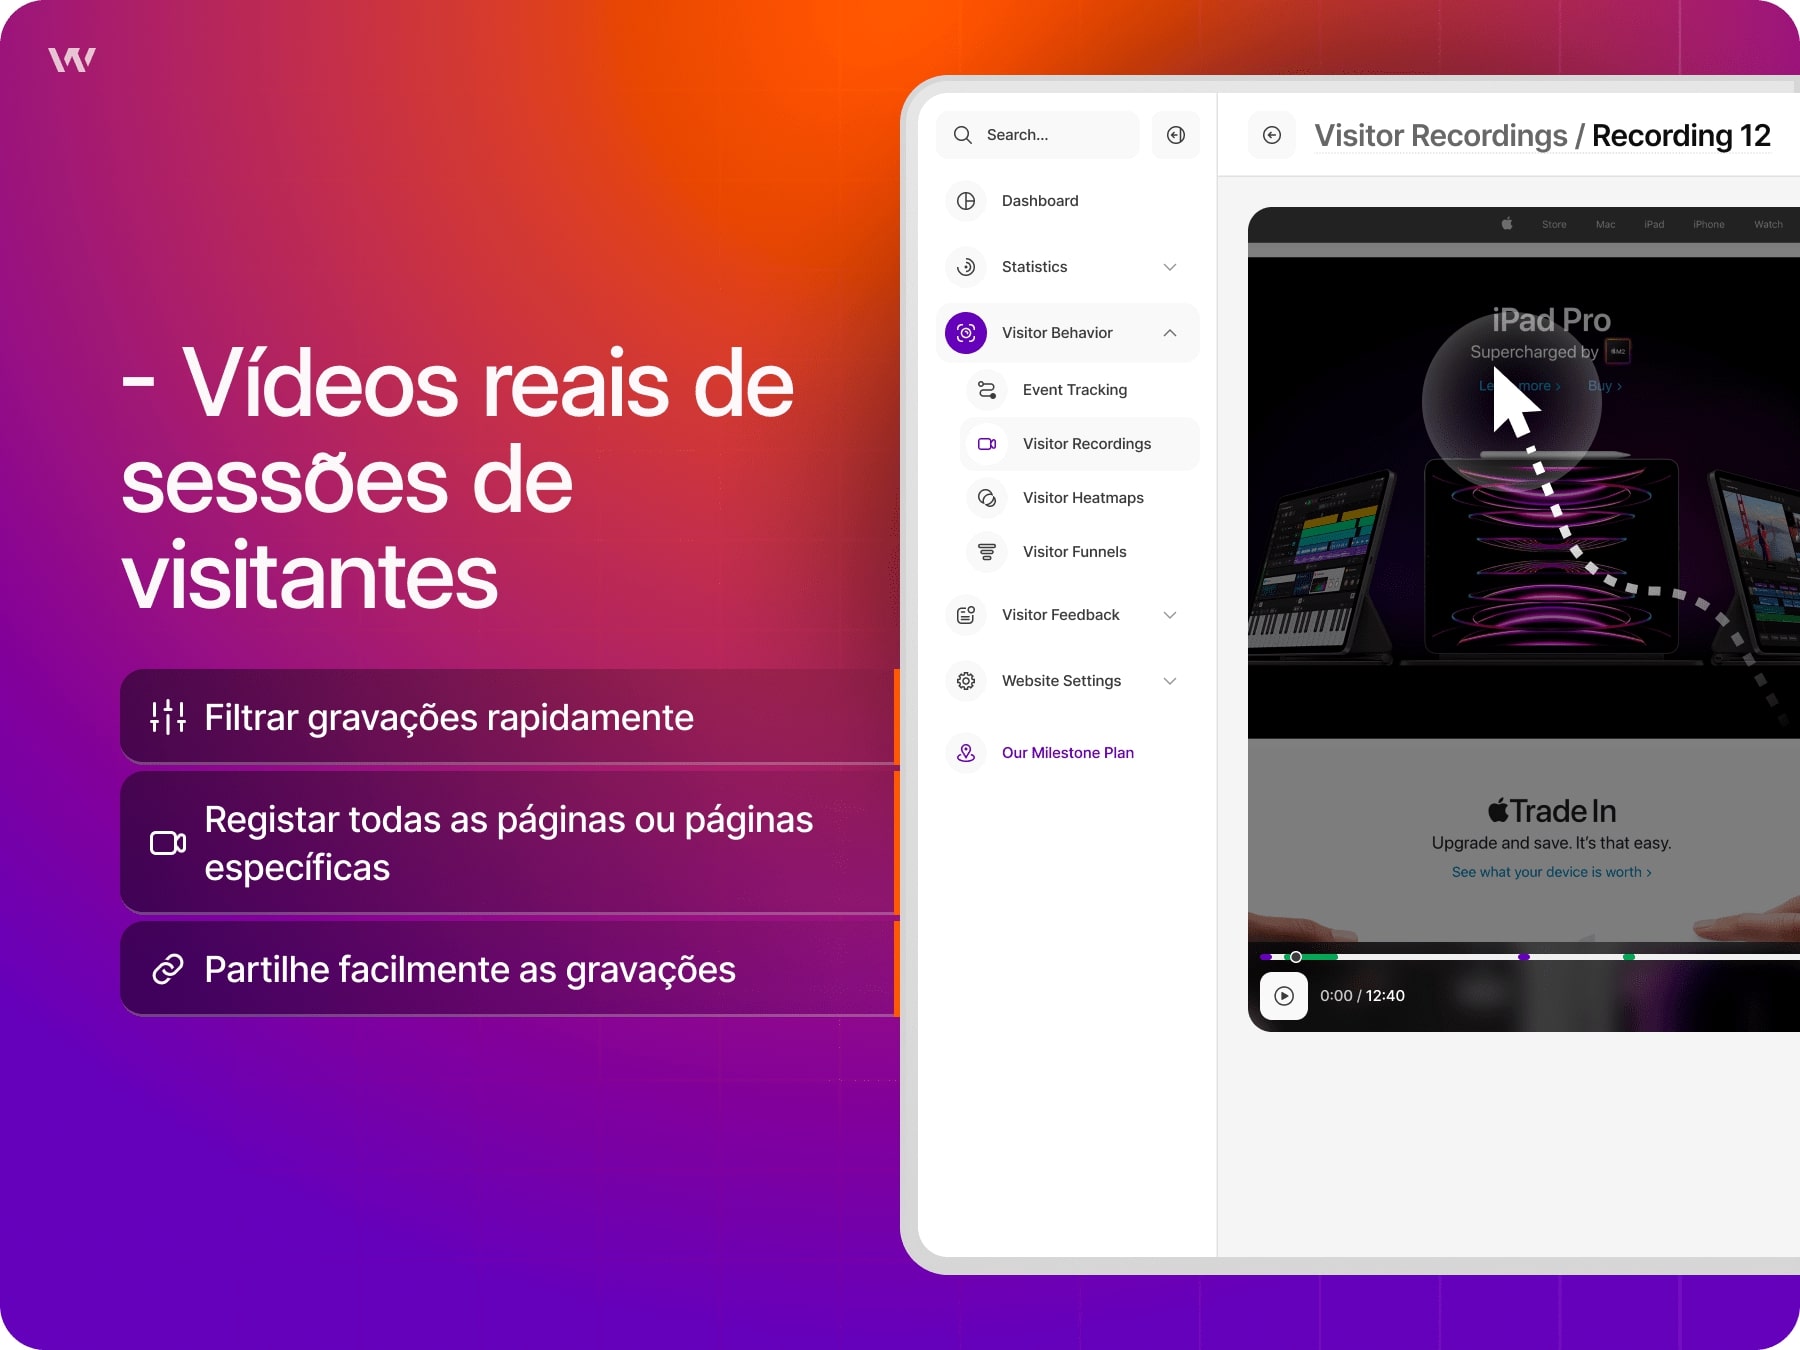 - Vídeos reais de
sessões de
visitantes
Filtrar gravações rapidamente
Registar todas as páginas ou páginas
específicas
Partilhe facilmente as gravações
Search...
Dashboard
Statistics
Visitor Behavior
Event Tracking
Visitor Recordings
Visitor Heatmaps
Visitor Funnels
Visitor Feedback
Website Settings
Our Milestone Plan
Visitor Recordings / Recording 12
Store Mac iPad iPhone Watch
iPad Pro
Supercharged by M2
Learn more > Buy >
Trade In
Upgrade and save. It's that easy.
See what your device is worth >
0:00 / 12:40